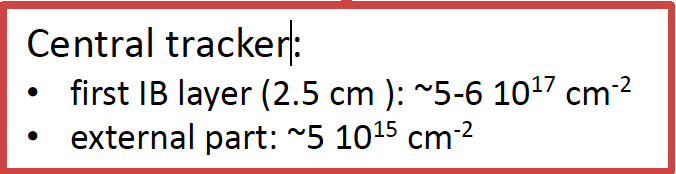 Central tracker:
• first IB layer (2.5 cm ): ~5-6 10¹⁷ cm⁻²
• external part: ~5 10¹⁵ cm⁻²